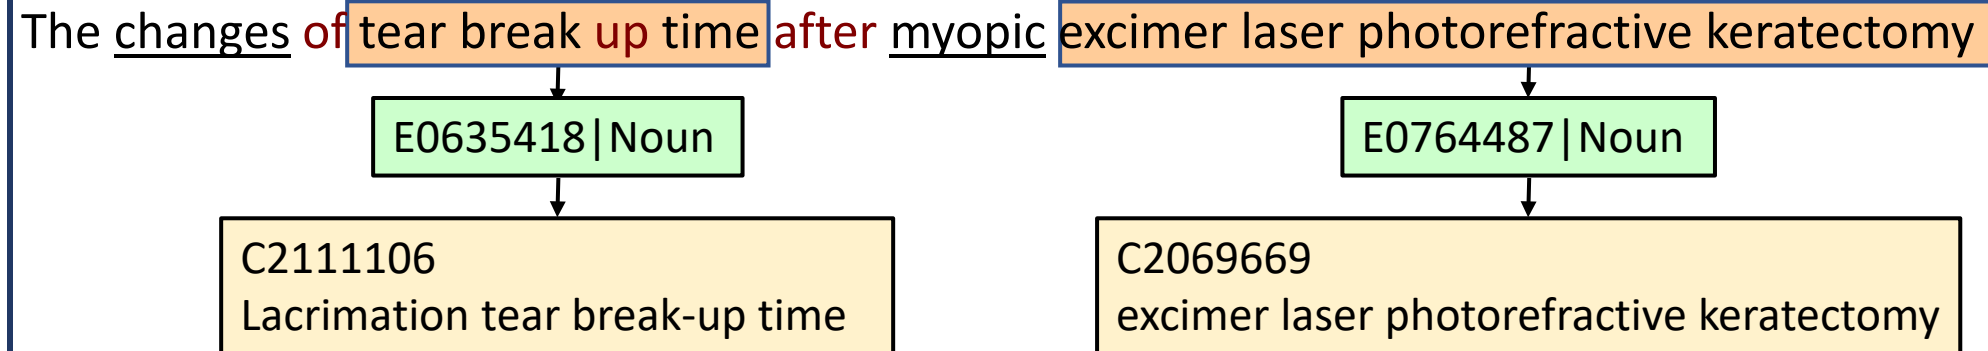 The changes of tear break up time after myopic excimer laser photorefractive keratectomy
E0635418|Noun
E0764487|Noun
C2111106
Lacrimation tear break-up time
C2069669
excimer laser photorefractive keratectomy